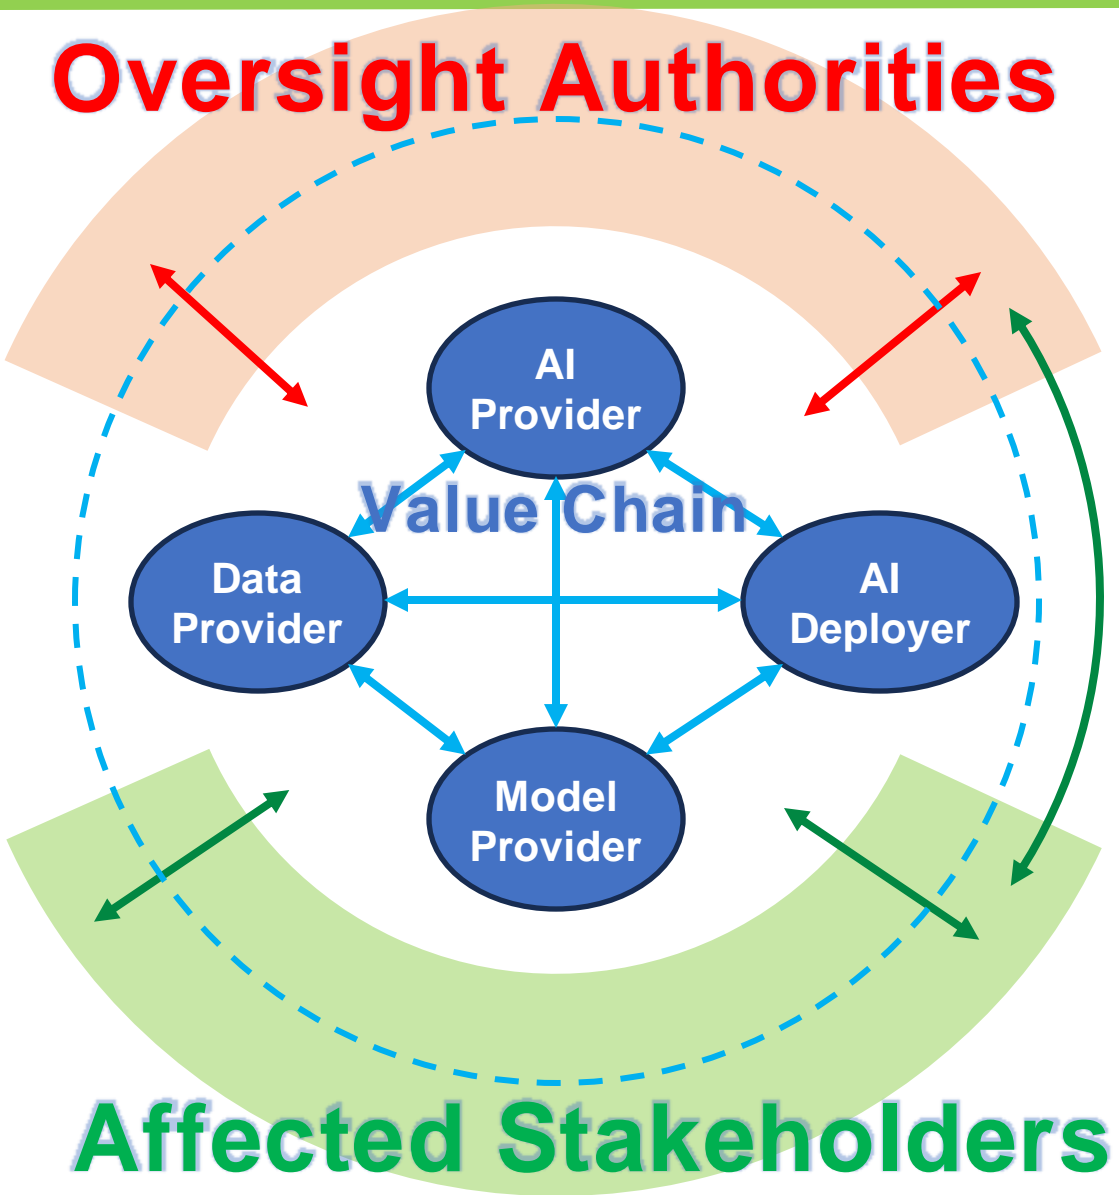 Oversight Authorities
AI
Provider
Value Chain
Data
Provider
AI
Deployer
Model
Provider
Affected Stakeholders